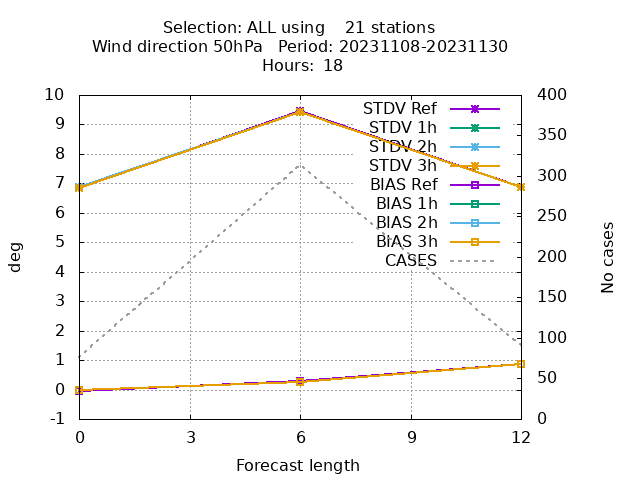 Selection: ALL using    21 stations
Wind direction 50hPa   Period: 20231108-20231130
Hours: 18
10
9
8
7
6
5
4
3
2
1
0
-1
deg
400
350
300
250
200
150
100
50
0
No cases
STDV Ref
STDV 1h
STDV 2h
STDV 3h
BIAS Ref
BIAS 1h
BIAS 2h
BIAS 3h
CASES
0 3 6 9 12
Forecast length